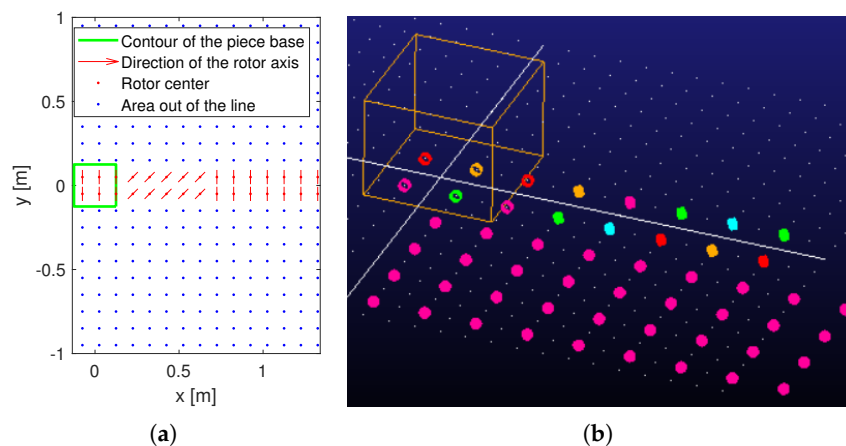 Contour of the piece base
Direction of the rotor axis
Rotor center
Area out of the line
1
0.5
0
-0.5
-1
y [m]
0
0.5
1
x [m]
(a)
(b)